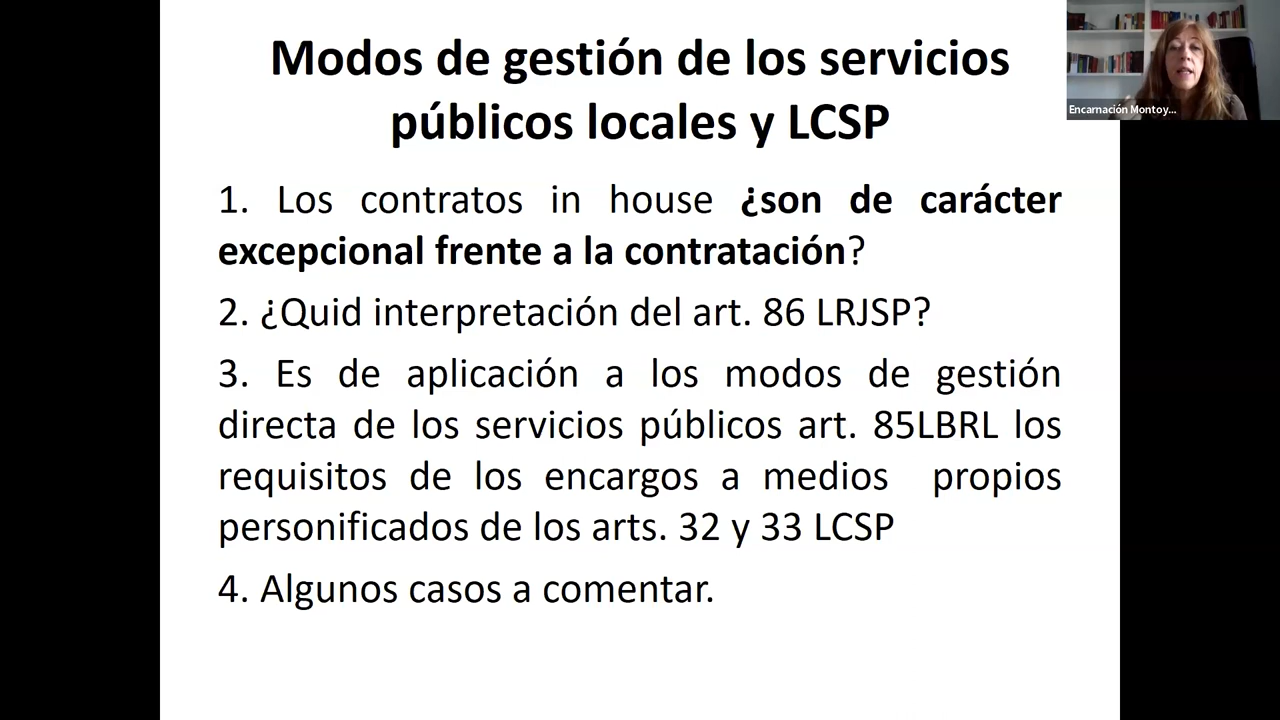 Modos de gestión de los servicios
públicos locales y LCSP
Encarnación Montoy...
1. Los contratos in house ¿son de carácter
excepcional frente a la contratación?
2. ¿Quid interpretación del art. 86 LRJSP?
3. Es de aplicación a los modos de gestión
directa de los servicios públicos art. 85LBRL los
requisitos de los encargos a medios propios
personificados de los arts. 32 y 33 LCSP
4. Algunos casos a comentar.